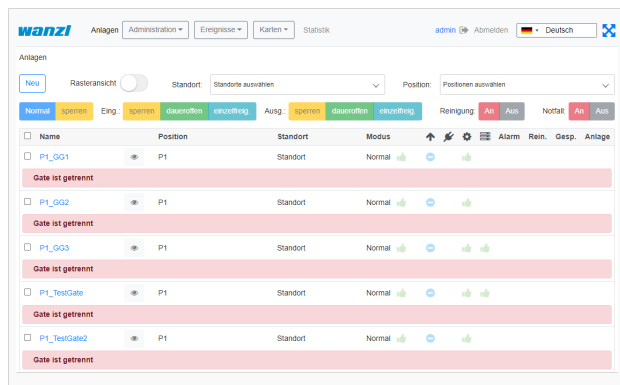 wanzl Anlagen Administration Ereignisse Karten Statistik admin Abmelden Deutsch
Anlagen
Neu Rasteransicht Standort: Standorte auswählen Position: Positionen auswählen
Normal sperren Eing.: sperren daueroffen einzelfreig. Ausg.: sperren daueroffen einzelfreig. Reinigung: An Aus Notfall: An Aus
Name Position Standort Modus Alarm Rein. Gesp. Anlage
P1_GG1 P1 Standort Normal
Gate ist getrennt
P1_GG2 P1 Standort Normal
Gate ist getrennt
P1_GG3 P1 Standort Normal
Gate ist getrennt
P1_TestGate P1 Standort Normal
Gate ist getrennt
P1_TestGate2 P1 Standort Normal
Gate ist getrennt